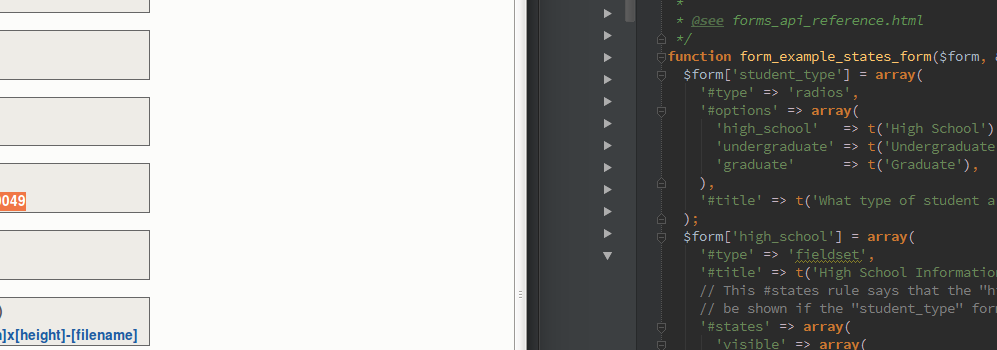 0049
)
]x[height]-[filename]
*
* @see forms_api_reference.html
*/
function form_example_states_form($form,
$form['student_type'] = array(
'#type' => 'radios',
'#options' => array(
'high_school' => t('High School')
'undergraduate' => t('Undergraduate
'graduate' => t('Graduate'),
),
'#title' => t('What type of student a
);
$form['high_school'] = array(
'#type' => 'fieldset',
'#title' => t('High School Information
// This #states rule says that the "h
// be shown if the "student_type" for
'#states' => array(
'visible' => array(